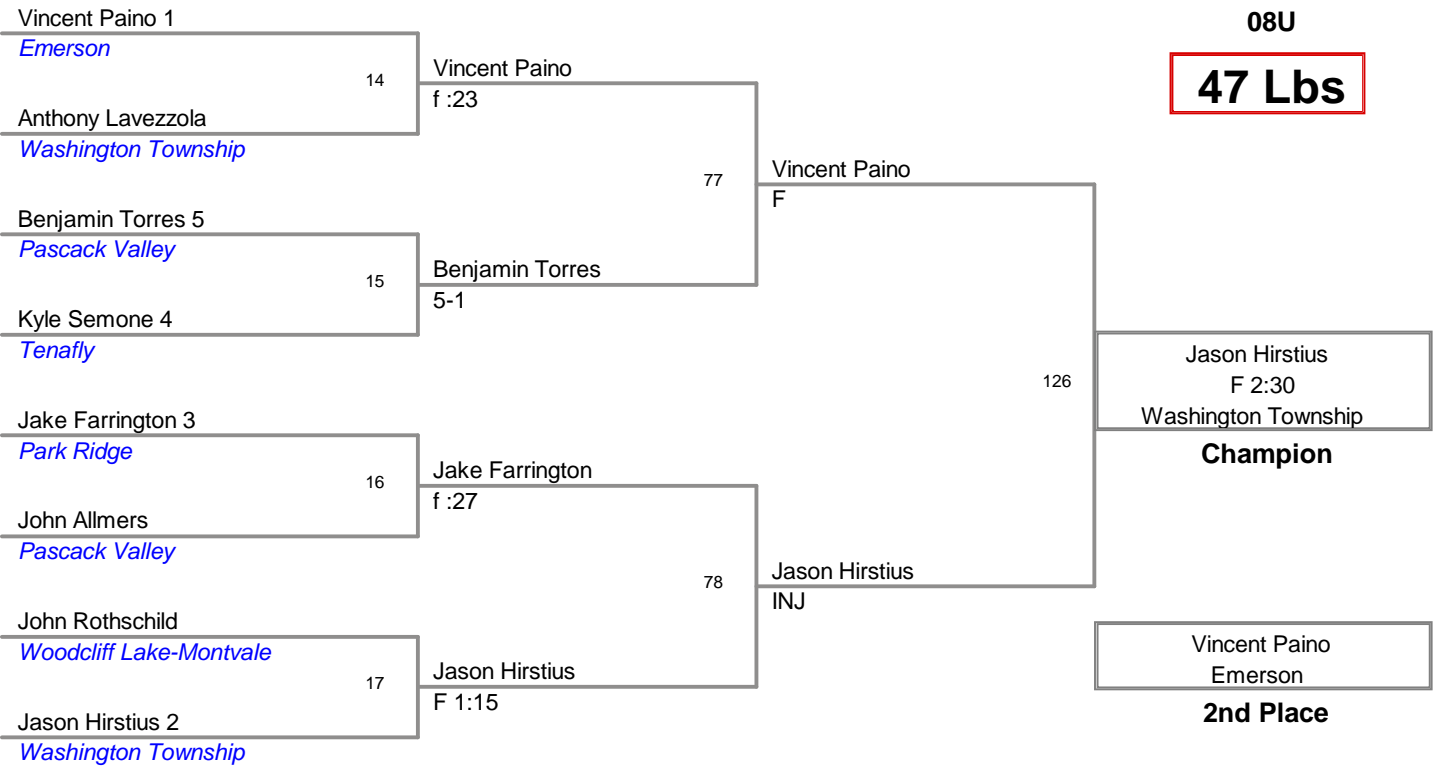 Vincent Paino 1
Emerson
14
Anthony Lavezzola
Washington Township
Vincent Paino
f :23
Benjamin Torres 5
Pascack Valley
15
Kyle Semone 4
Tenafly
Benjamin Torres
5-1
77
Vincent Paino
F
Jake Farrington 3
Park Ridge
16
John Allmers
Pascack Valley
Jake Farrington
f :27
John Rothschild
Woodcliff Lake-Montvale
17
Jason Hirstius 2
Washington Township
Jason Hirstius
F 1:15
78
Jason Hirstius
INJ
126
08U
47 Lbs
Jason Hirstius
F 2:30
Washington Township
Champion
Vincent Paino
Emerson
2nd Place